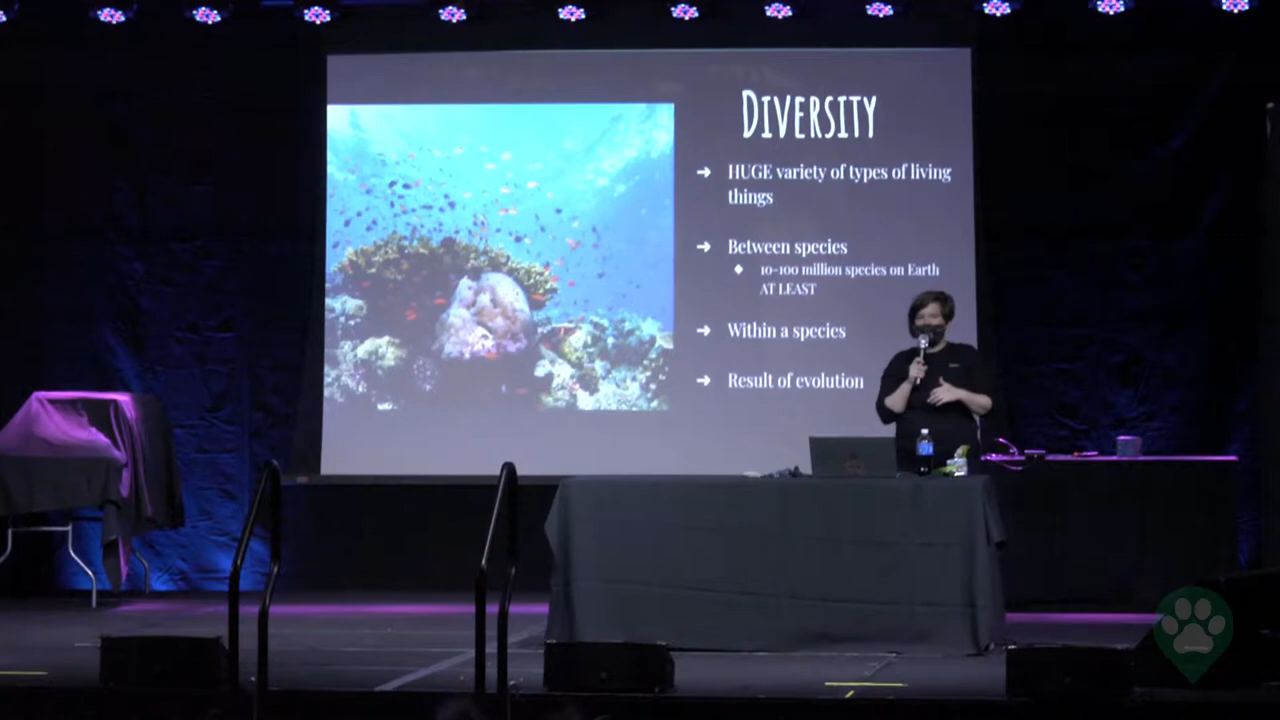 DIVERSITY
➔ HUGE variety of types of living
things
➔ Between species
◆ 10-100 million species on Earth
AT LEAST
➔ Within a species
➔ Result of evolution